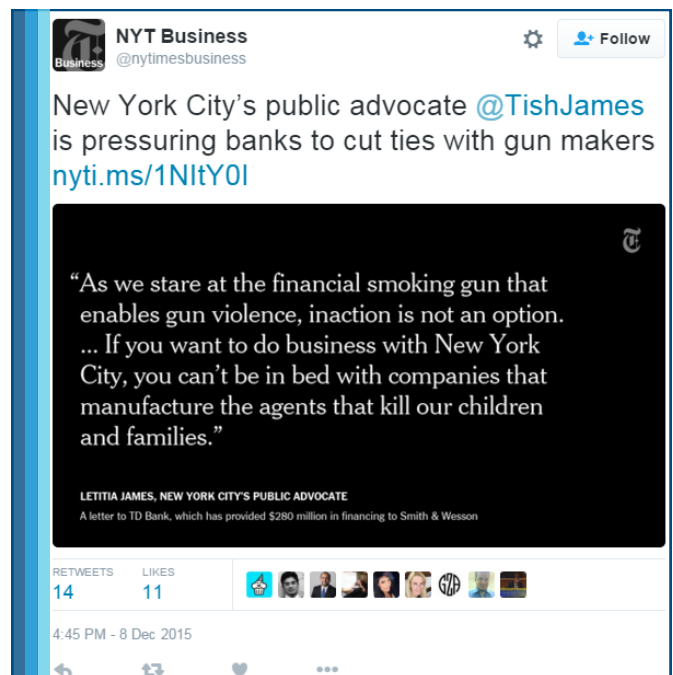 Business
NYT Business
@nytimesbusiness
Follow
New York City’s public advocate @TishJames
is pressuring banks to cut ties with gun makers
nyti.ms/1NItY0I
“As we stare at the financial smoking gun that
enables gun violence, inaction is not an option.
... If you want to do business with New York
City, you can’t be in bed with companies that
manufacture the agents that kill our children
and families.”
LETITIA JAMES, NEW YORK CITY’S PUBLIC ADVOCATE
A letter to TD Bank, which has provided $280 million in financing to Smith & Wesson
RETWEETS LIKES
14 11
GZA
4:45 PM - 8 Dec 2015